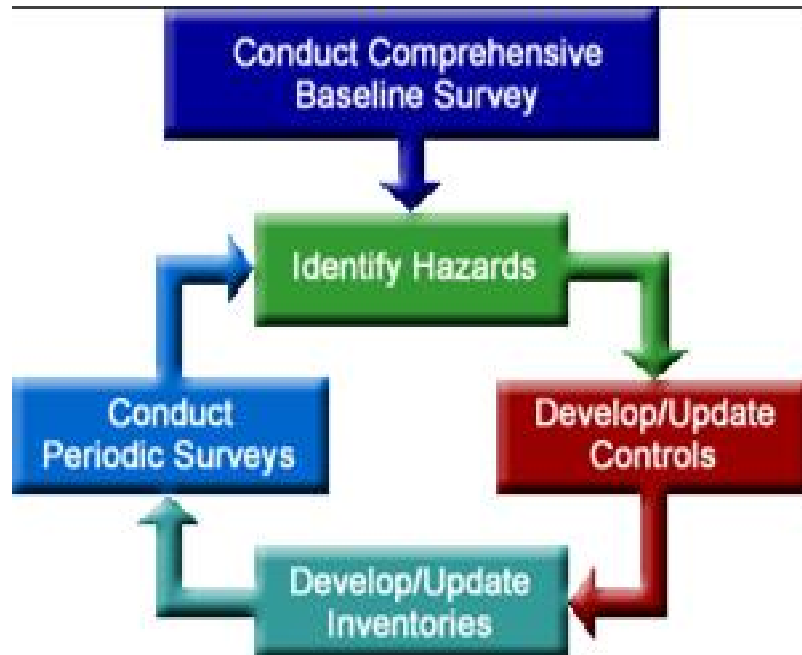 Conduct Comprehensive
Baseline Survey
Identify Hazards
Conduct
Periodic Surveys
Develop/Update
Controls
Develop/Update
Inventories